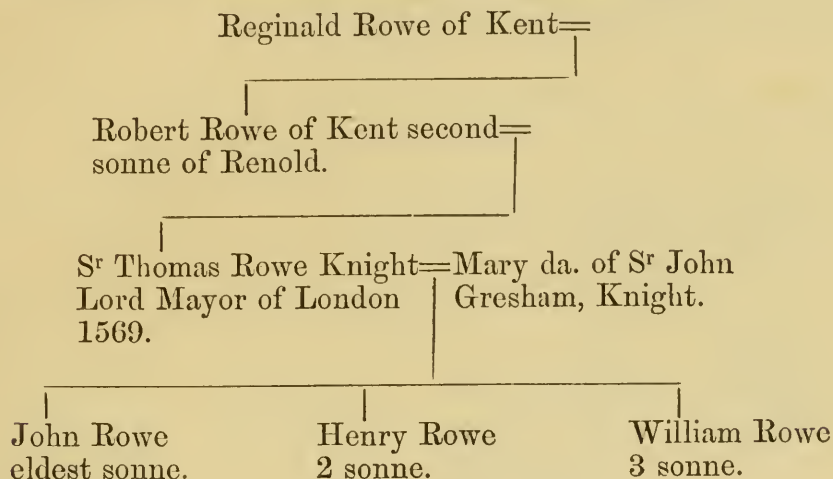 Reginald Rowe of Kent=
Robert Rowe of Kent second=
sonne of Renold.
Sʳ Thomas Rowe Knight=Mary da. of Sʳ John
Lord Mayor of London Gresham, Knight.
1569.
John Rowe Henry Rowe William Rowe
eldest sonne. 2 sonne. 3 sonne.